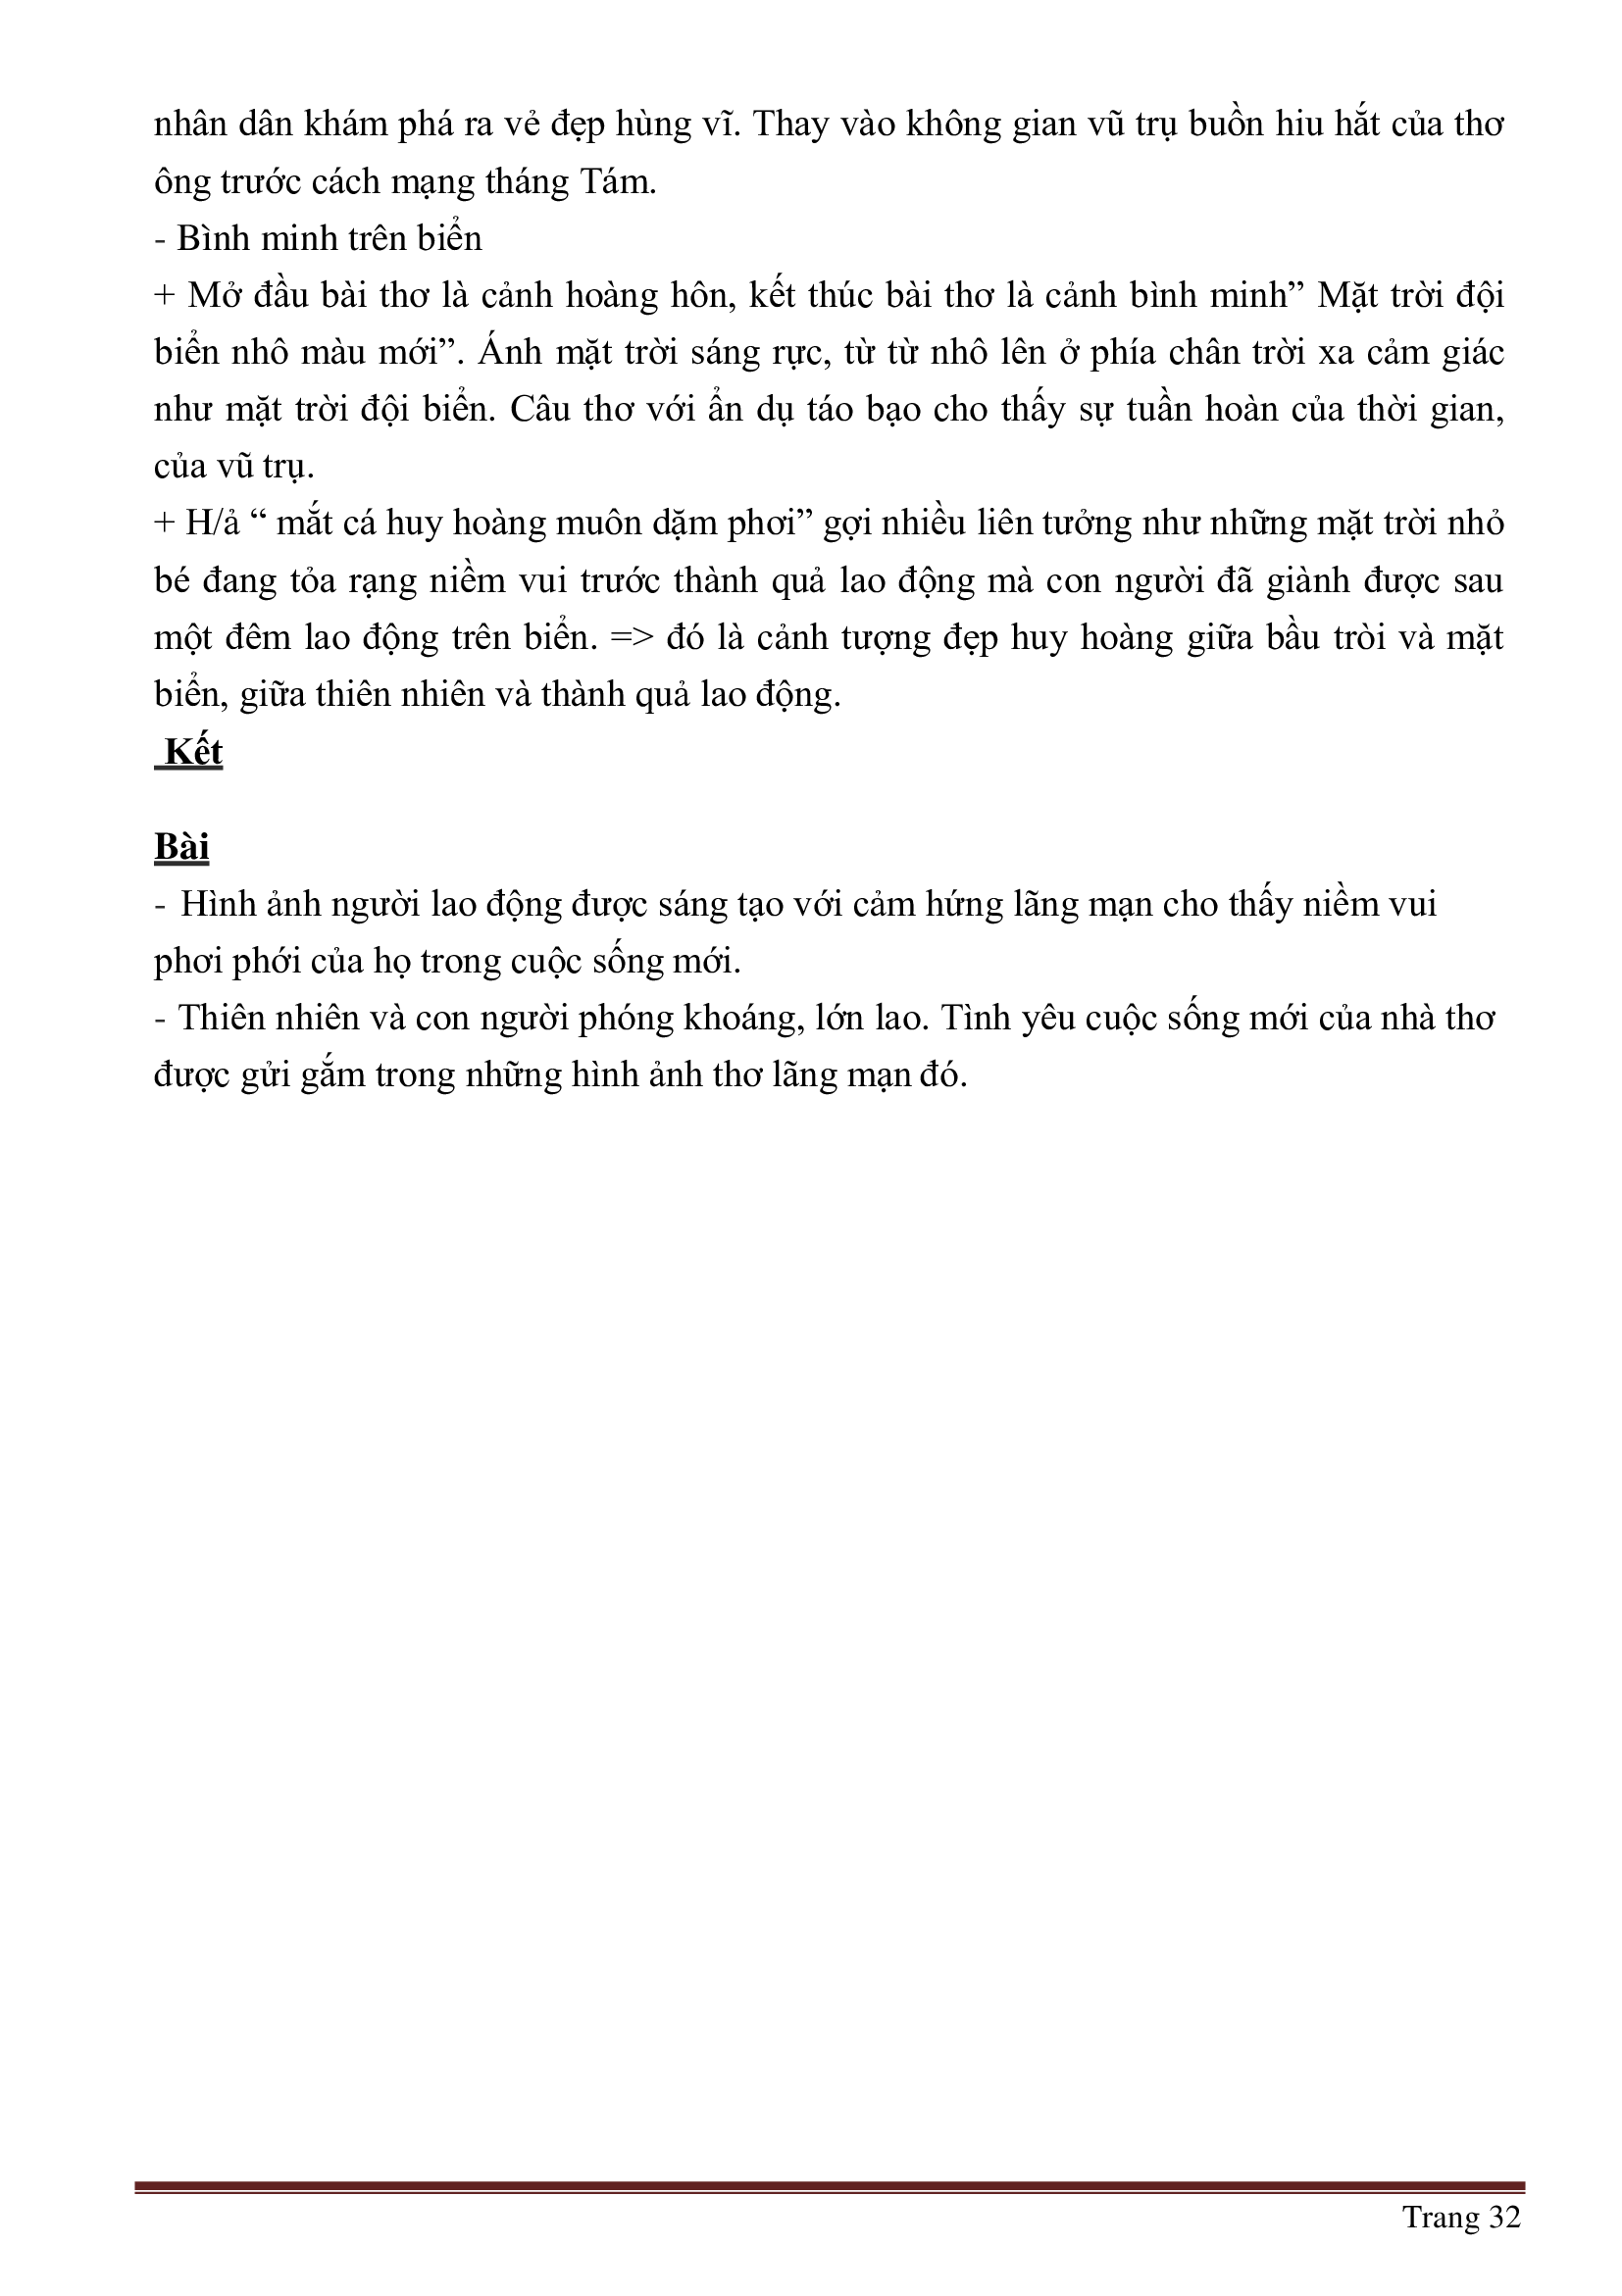 nhân dân khám phá ra vẻ đẹp hùng vĩ. Thay vào không gian vũ trụ buồn hiu hắt của thơ
ông trước cách mạng tháng Tám.
- Bình minh trên biển
+ Mở đầu bài thơ là cảnh hoàng hôn, kết thúc bài thơ là cảnh bình minh” Mặt trời đội
biển nhô màu mới”. Ánh mặt trời sáng rực, từ từ nhô lên ở phía chân trời xa cảm giác
như mặt trời đội biển. Câu thơ với ẩn dụ táo bạo cho thấy sự tuần hoàn của thời gian,
của vũ trụ.
+ H/ả “ mắt cá huy hoàng muôn dặm phơi” gợi nhiều liên tưởng như những mặt trời nhỏ
bé đang tỏa rạng niềm vui trước thành quả lao động mà con người đã giành được sau
một đêm lao động trên biển. => đó là cảnh tượng đẹp huy hoàng giữa bầu tròi và mặt
biển, giữa thiên nhiên và thành quả lao động.
Kết
Bài
- Hình ảnh người lao động được sáng tạo với cảm hứng lãng mạn cho thấy niềm vui
phơi phới của họ trong cuộc sống mới.
- Thiên nhiên và con người phóng khoáng, lớn lao. Tình yêu cuộc sống mới của nhà thơ
được gửi gắm trong những hình ảnh thơ lãng mạn đó.
Trang 32